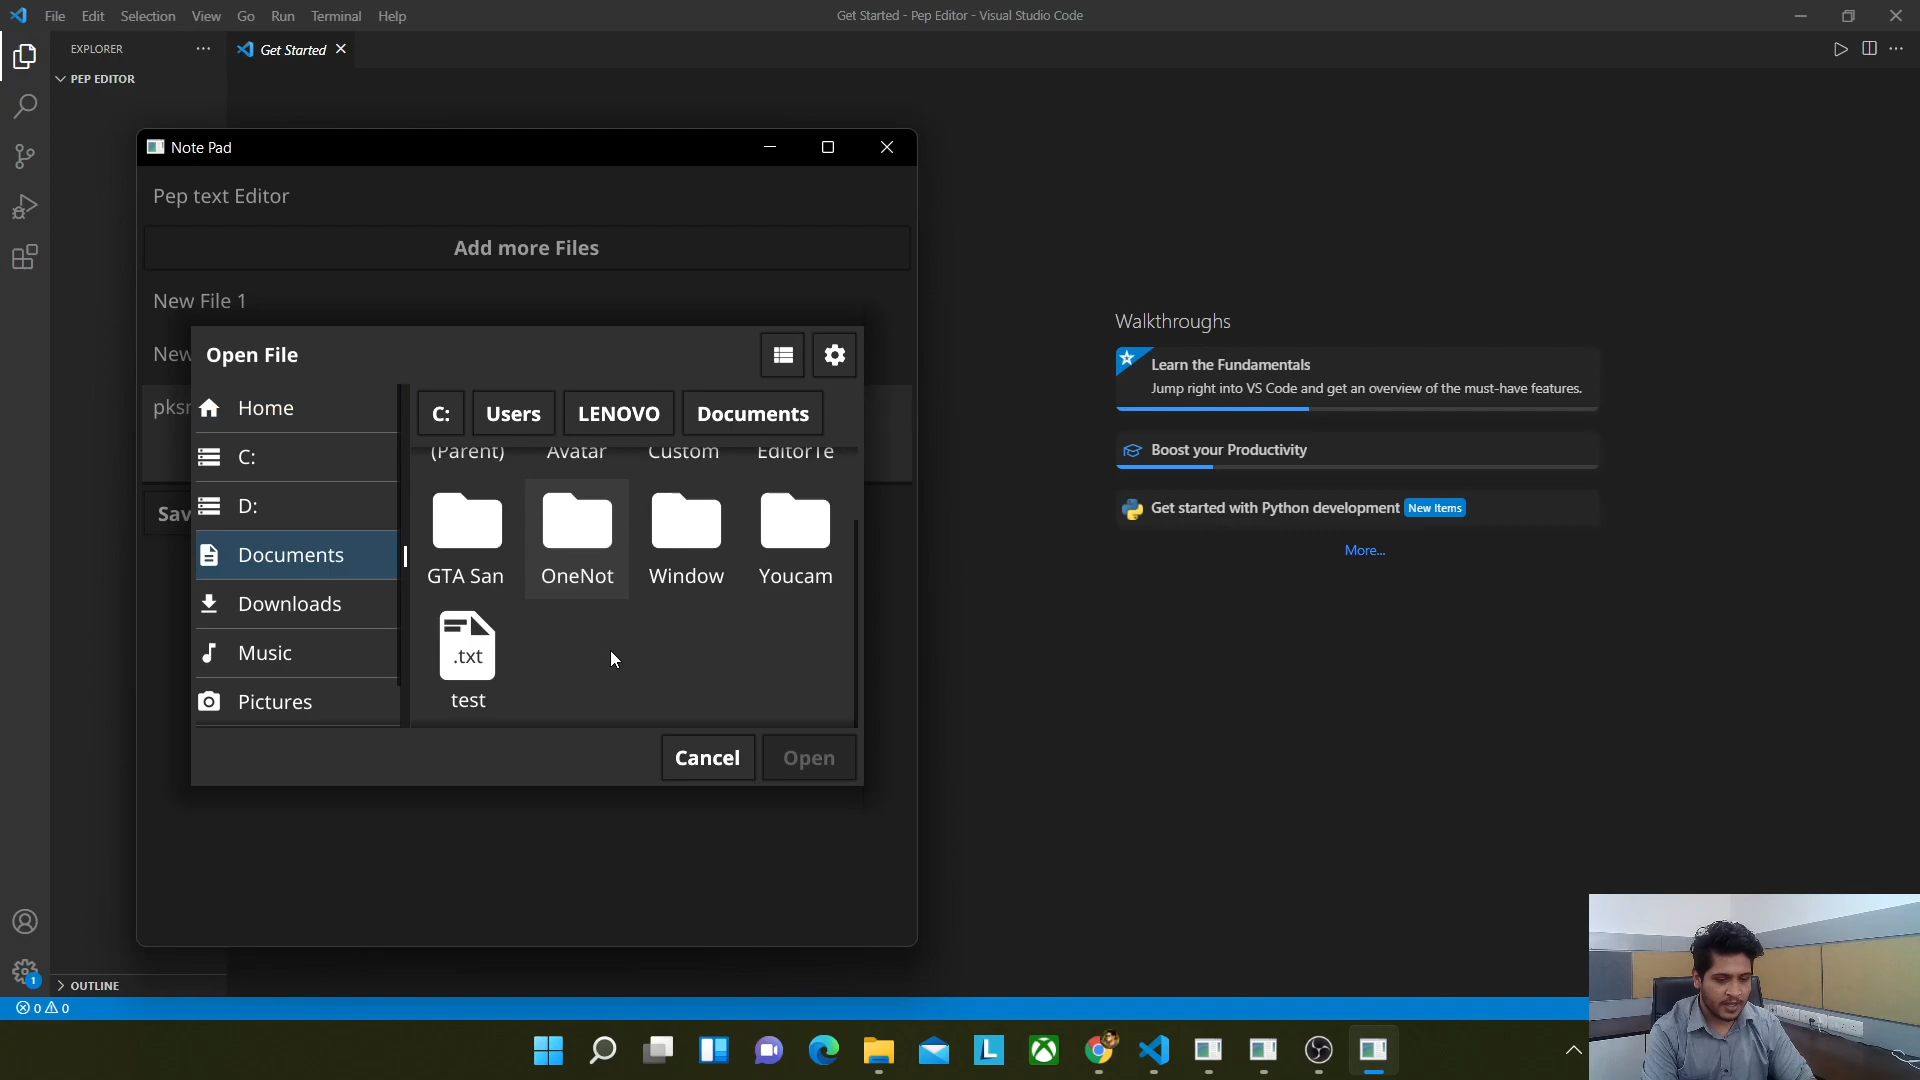 File Edit Selection View Go Run Terminal Help
Get Started - Pep Editor - Visual Studio Code
EXPLORER
Get Started
PEP EDITOR
Note Pad
Pep text Editor
Add more Files
New File 1
New
pksr
Sav
Open File
Home
C:
D:
Documents
Downloads
Music
Pictures
C: Users LENOVO Documents
(Parent) Avatar Custom EditorTe
GTA San OneNot Window Youcam
.txt
test
Cancel Open
Walkthroughs
Learn the Fundamentals
Jump right into VS Code and get an overview of the must-have features.
Boost your Productivity
Get started with Python development New Items
More...
1
OUTLINE
0 0
L